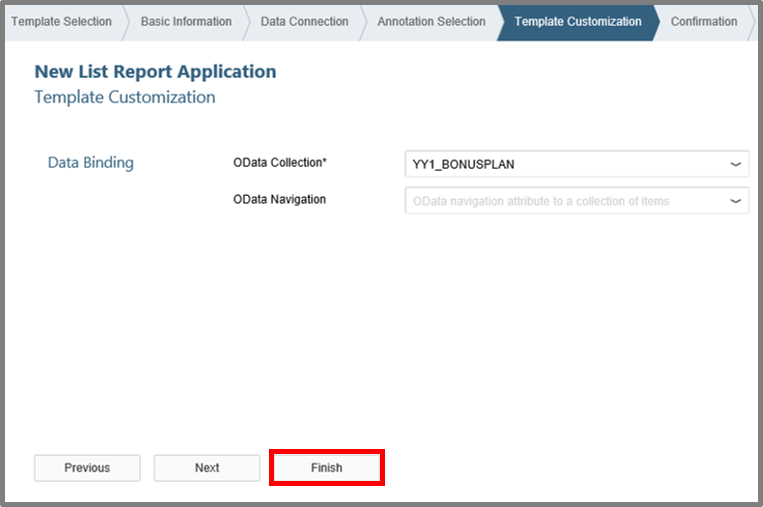 Template Selection Basic Information Data Connection Annotation Selection Template Customization Confirmation
New List Report Application
Template Customization
Data Binding OData Collection* YY1_BONUSPLAN
OData Navigation OData navigation attribute to a collection of items
Previous Next Finish